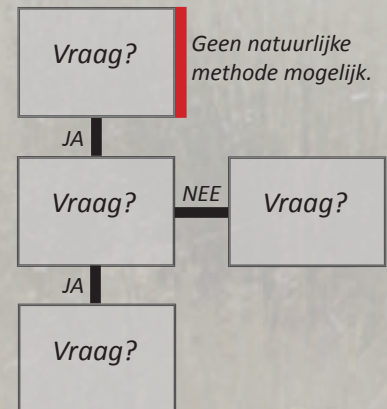 Vraag?
Geen natuurlijke
methode mogelijk.
JA
Vraag?
NEE
Vraag?
JA
Vraag?